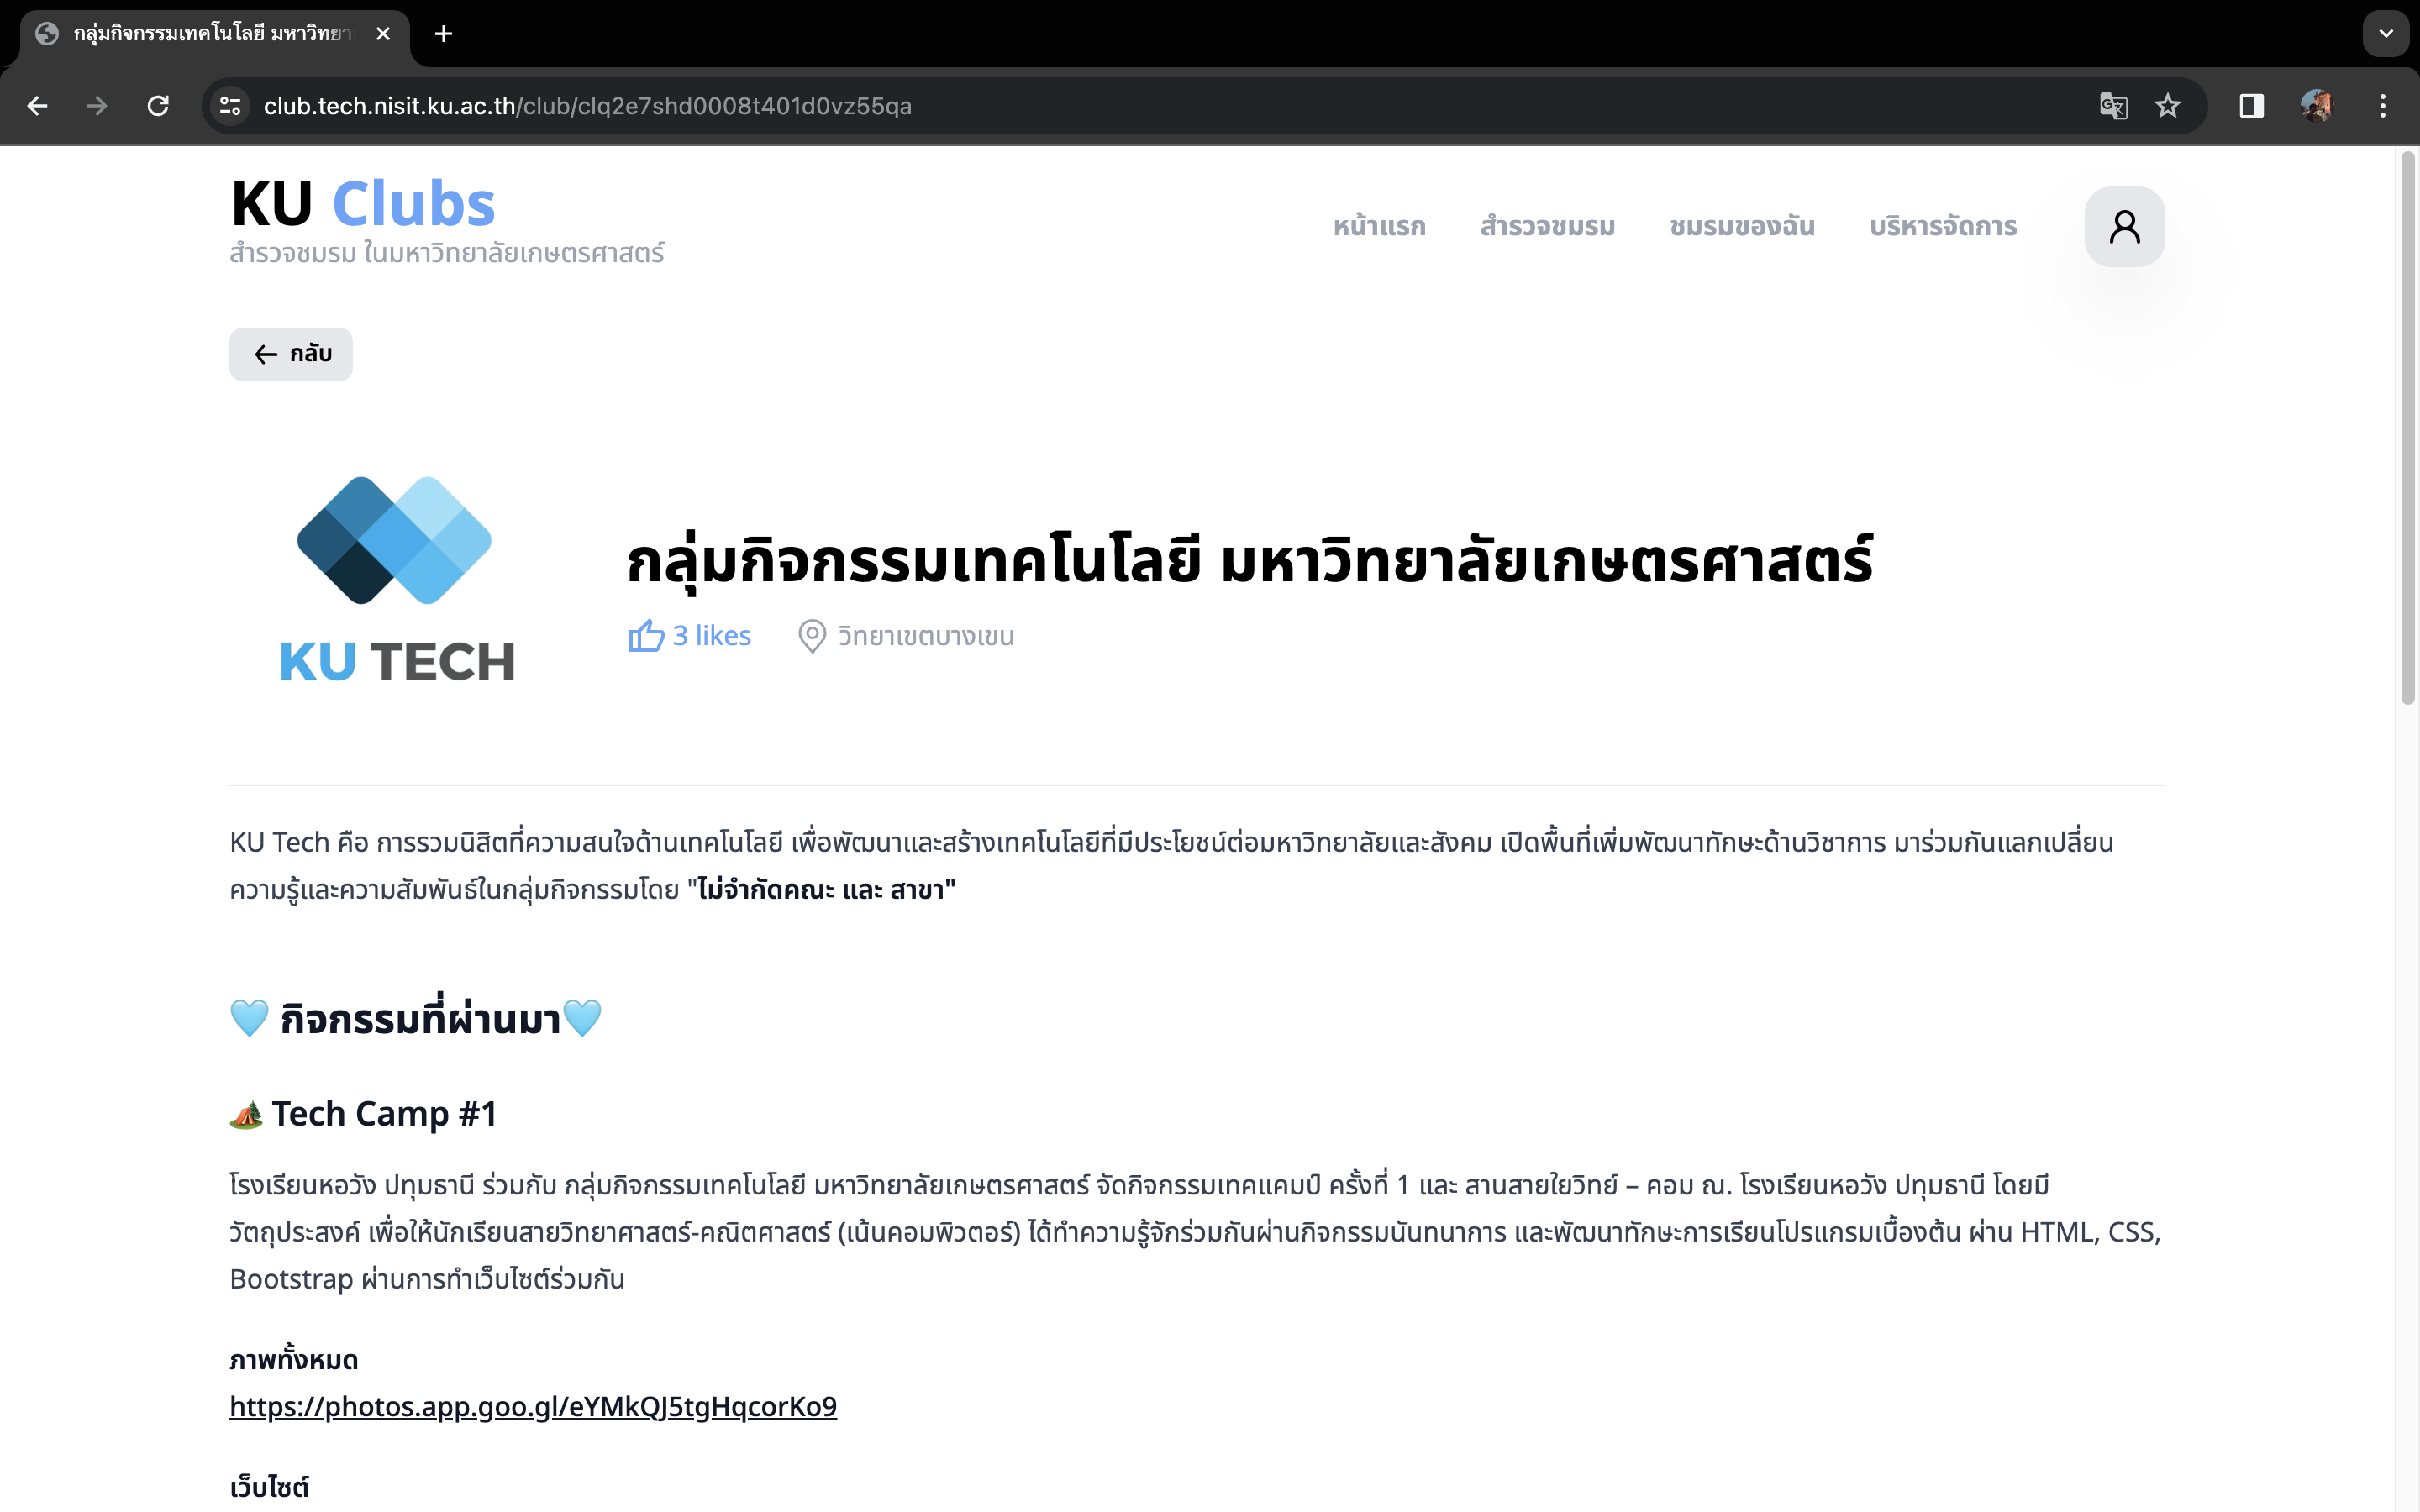 กลุ่มกิจกรรมเทคโนโลยี มหาวิทยา
club.tech.nisit.ku.ac.th/club/clq2e7shd0008t401d0vz55qa
KU Clubs
สำรวจชมรม ในมหาวิทยาลัยเกษตรศาสตร์
หน้าแรก สำรวจชมรม ชมรมของฉัน บริหารจัดการ
กลับ
KU TECH
กลุ่มกิจกรรมเทคโนโลยี มหาวิทยาลัยเกษตรศาสตร์
3 likes วิทยาเขตบางเขน
KU Tech คือ การรวมนิสิตที่ความสนใจด้านเทคโนโลยี เพื่อพัฒนาและสร้างเทคโนโลยีที่มีประโยชน์ต่อมหาวิทยาลัยและสังคม เปิดพื้นที่เพิ่มพัฒนาทักษะด้านวิชาการ มาร่วมกันแลกเปลี่ยน
ความรู้และความสัมพันธ์ในกลุ่มกิจกรรมโดย "ไม่จำกัดคณะ และ สาขา"
🩵 กิจกรรมที่ผ่านมา🩵
🏕️ Tech Camp #1
โรงเรียนหอวัง ปทุมธานี ร่วมกับ กลุ่มกิจกรรมเทคโนโลยี มหาวิทยาลัยเกษตรศาสตร์ จัดกิจกรรมเทคแคมป์ ครั้งที่ 1 และ สานสายใยวิทย์ – คอม ณ. โรงเรียนหอวัง ปทุมธานี โดยมี
วัตถุประสงค์ เพื่อให้นักเรียนสายวิทยาศาสตร์-คณิตศาสตร์ (เน้นคอมพิวตอร์) ได้ทำความรู้จักร่วมกันผ่านกิจกรรมนันทนาการ และพัฒนาทักษะการเรียนโปรแกรมเบื้องต้น ผ่าน HTML, CSS,
Bootstrap ผ่านการทำเว็บไซต์ร่วมกัน
ภาพทั้งหมด
https://photos.app.goo.gl/eYMkQJ5tgHqcorKo9
เว็บไซต์